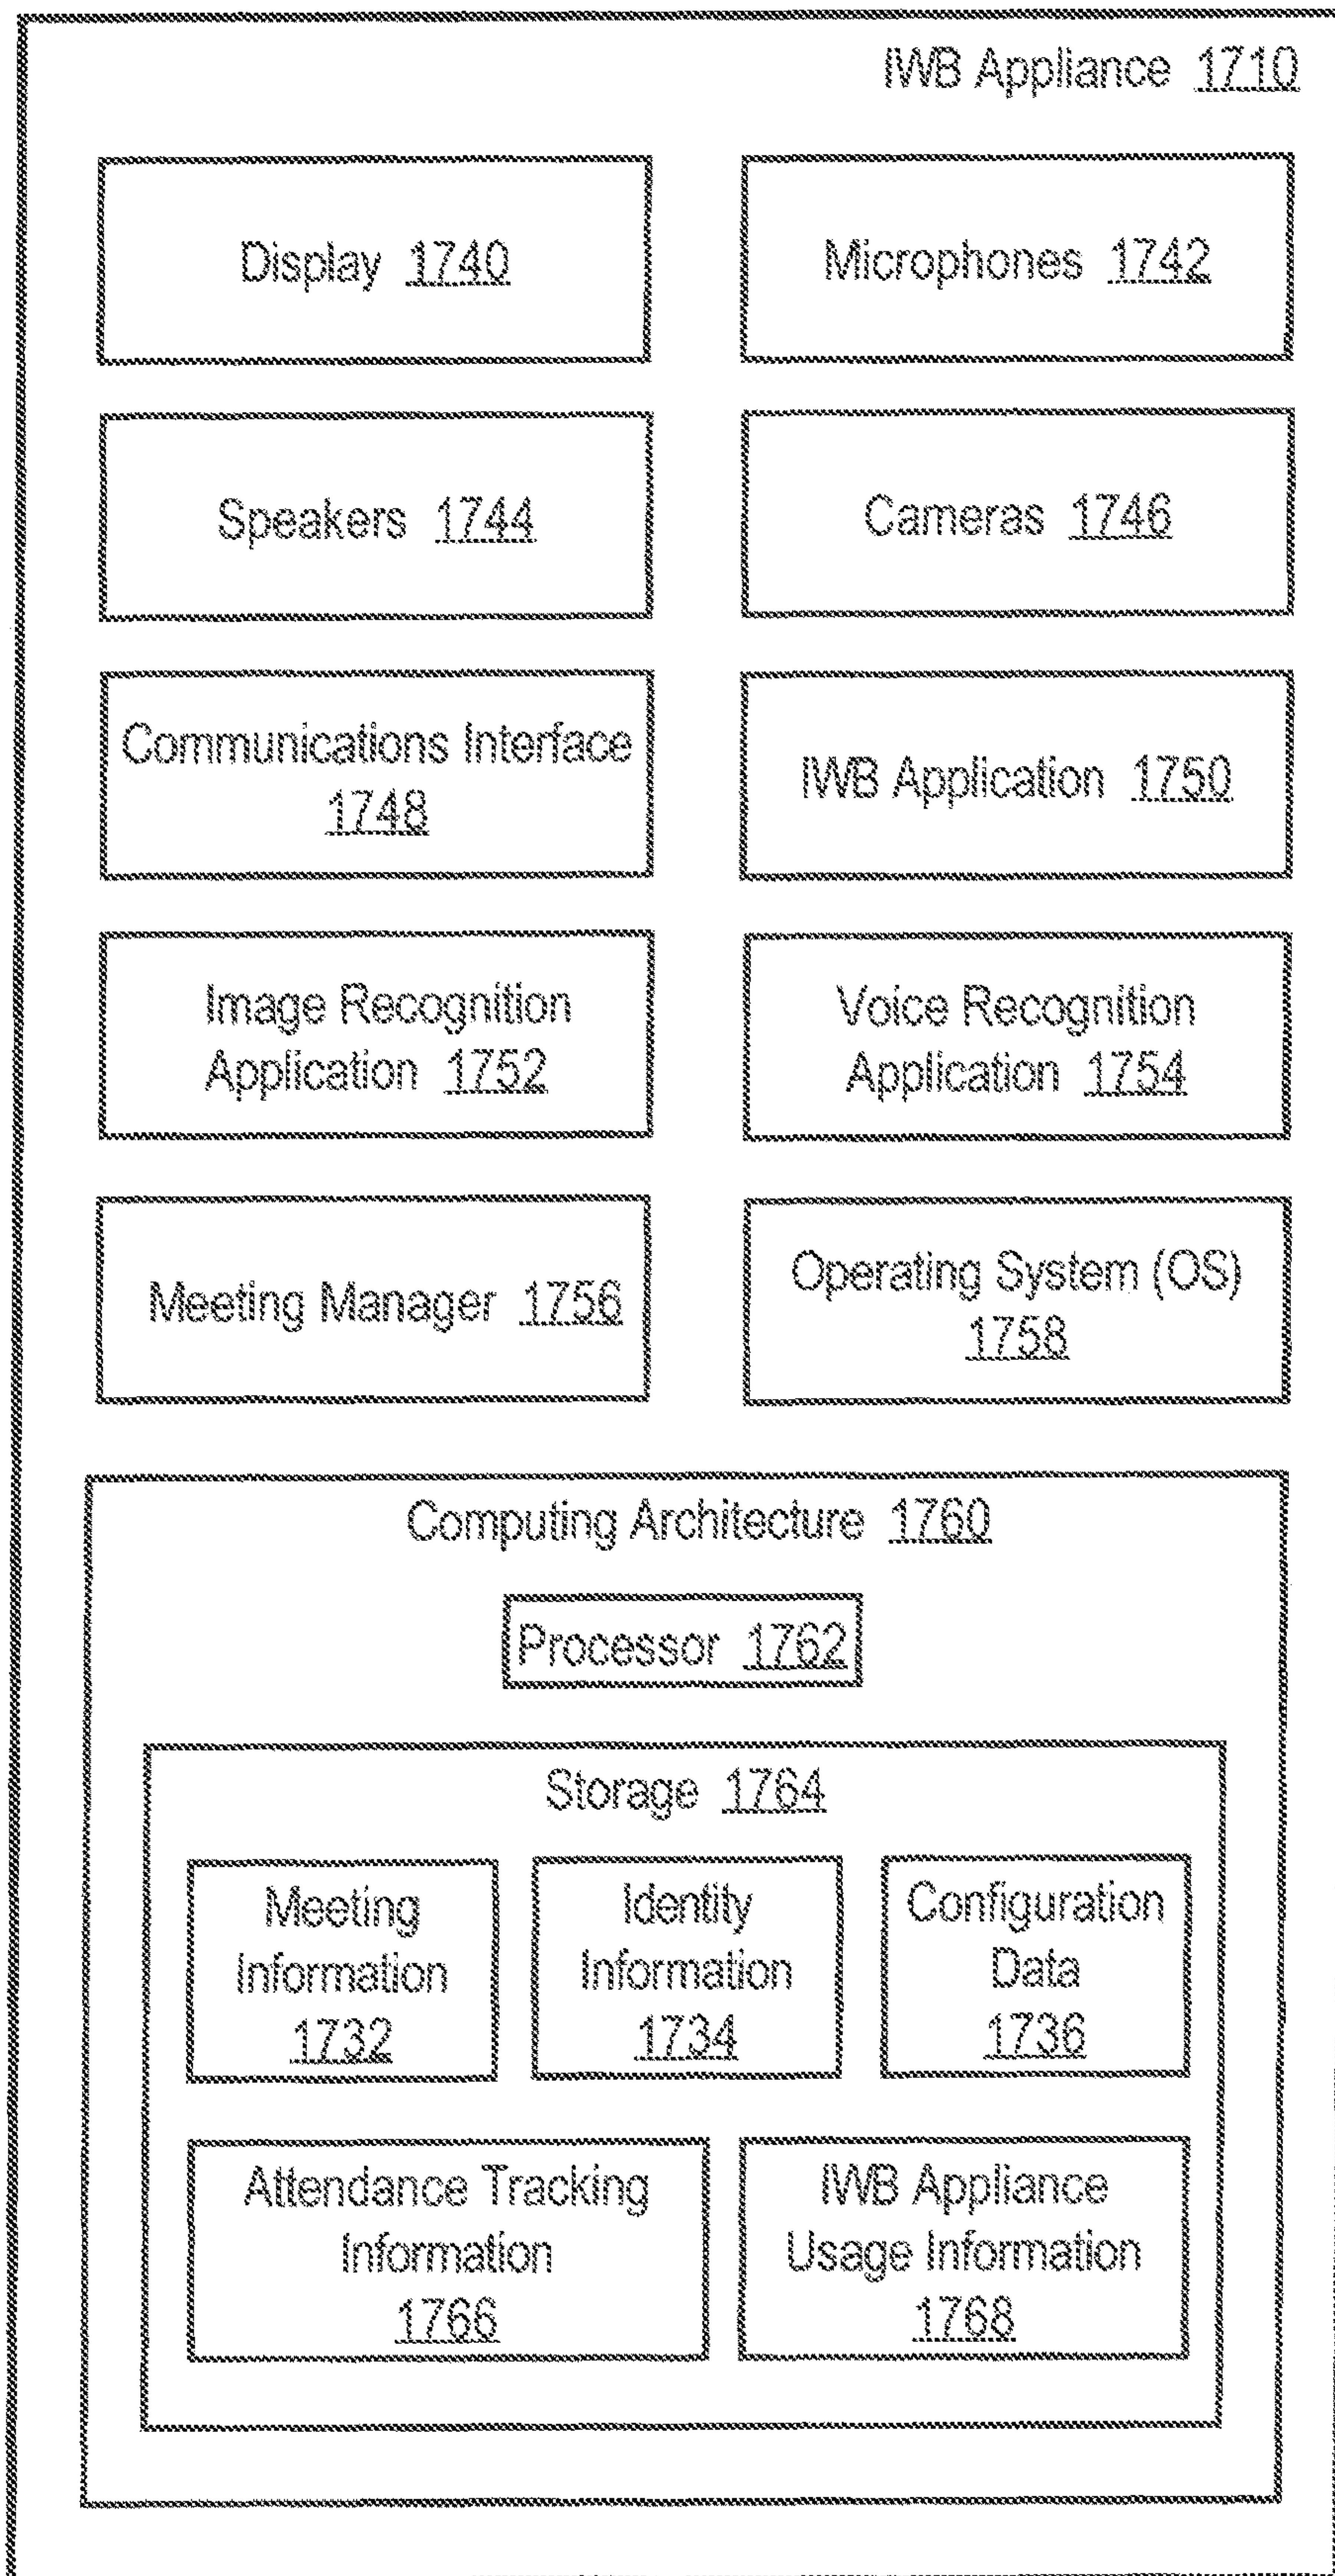 IWB Appliance 1710
Display 1740
Microphones 1742
Speakers 1744
Cameras 1746
Communications Interface
1748
IWB Application 1750
Image Recognition
Application 1752
Voice Recognition
Application 1754
Meeting Manager 1756
Operating System (OS)
1758
Computing Architecture 1760
Processor 1762
Storage 1764
Meeting
Information
1732
Identity
Information
1734
Configuration
Data
1736
Attendance Tracking
Information
1766
IWB Appliance
Usage Information
1768